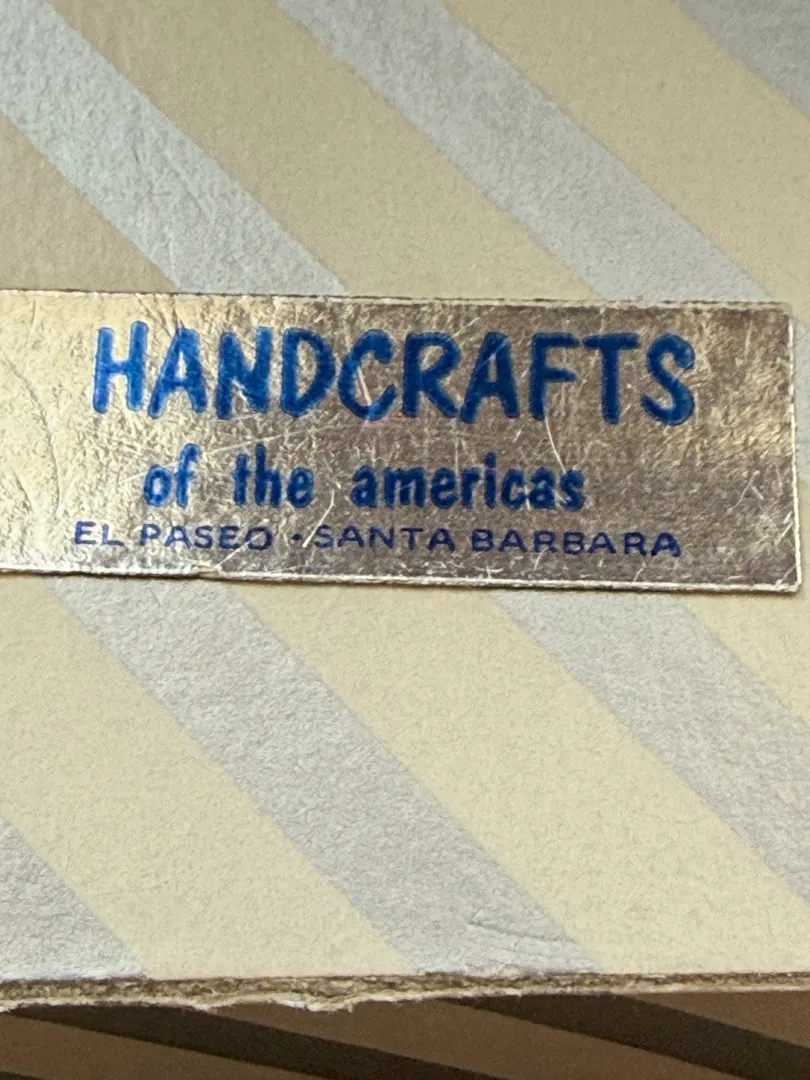 HANDCRAFTS
of the americas
EL PASEO · SANTA BARBARA